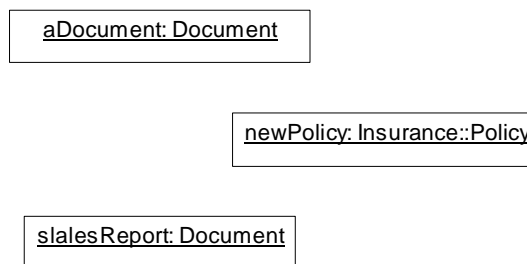 aDocument: Document
newPolicy: Insurance::Policy
slalesReport: Document